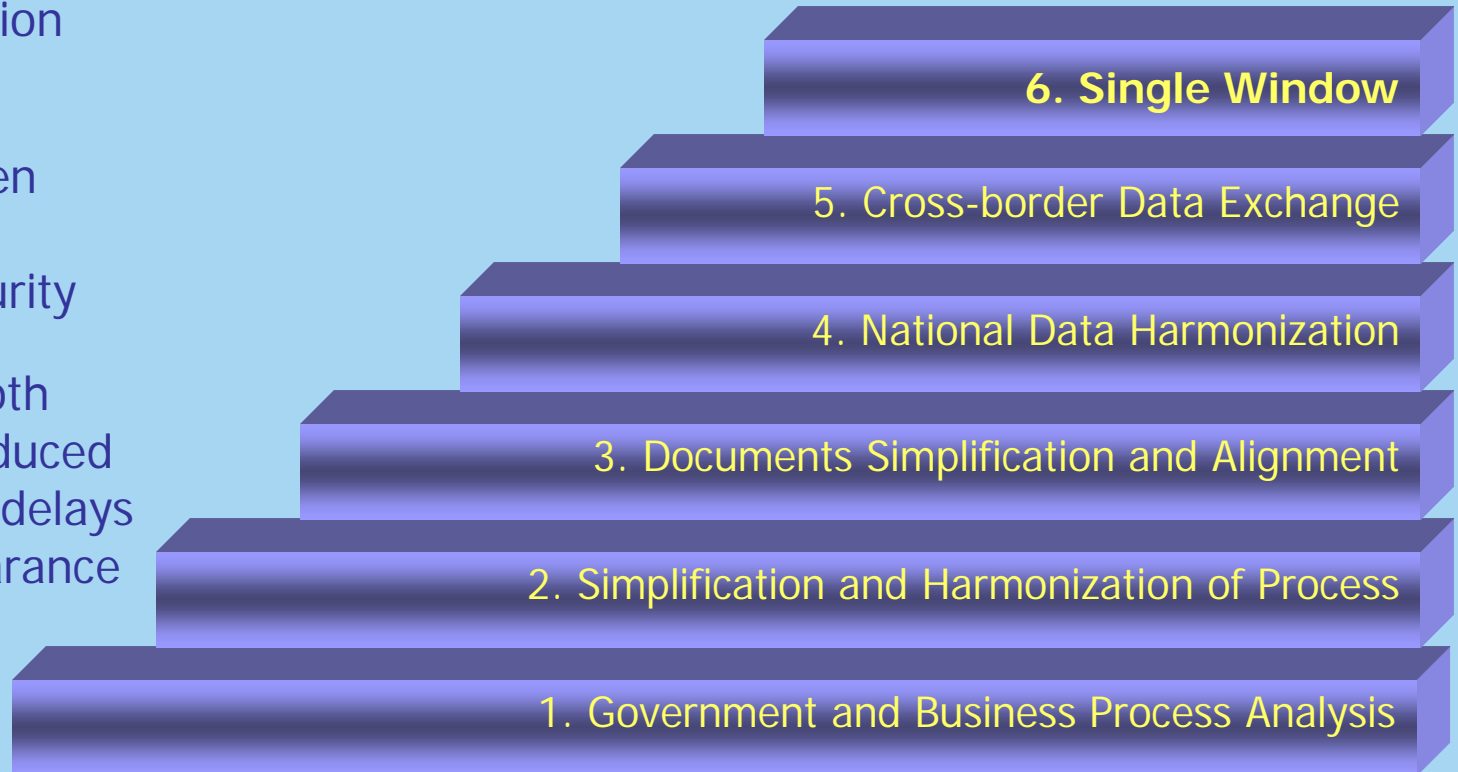 ion
en
urity
oth
duced
delays
arance
6. Single Window
5. Cross-border Data Exchange
4. National Data Harmonization
3. Documents Simplification and Alignment
2. Simplification and Harmonization of Process
1. Government and Business Process Analysis